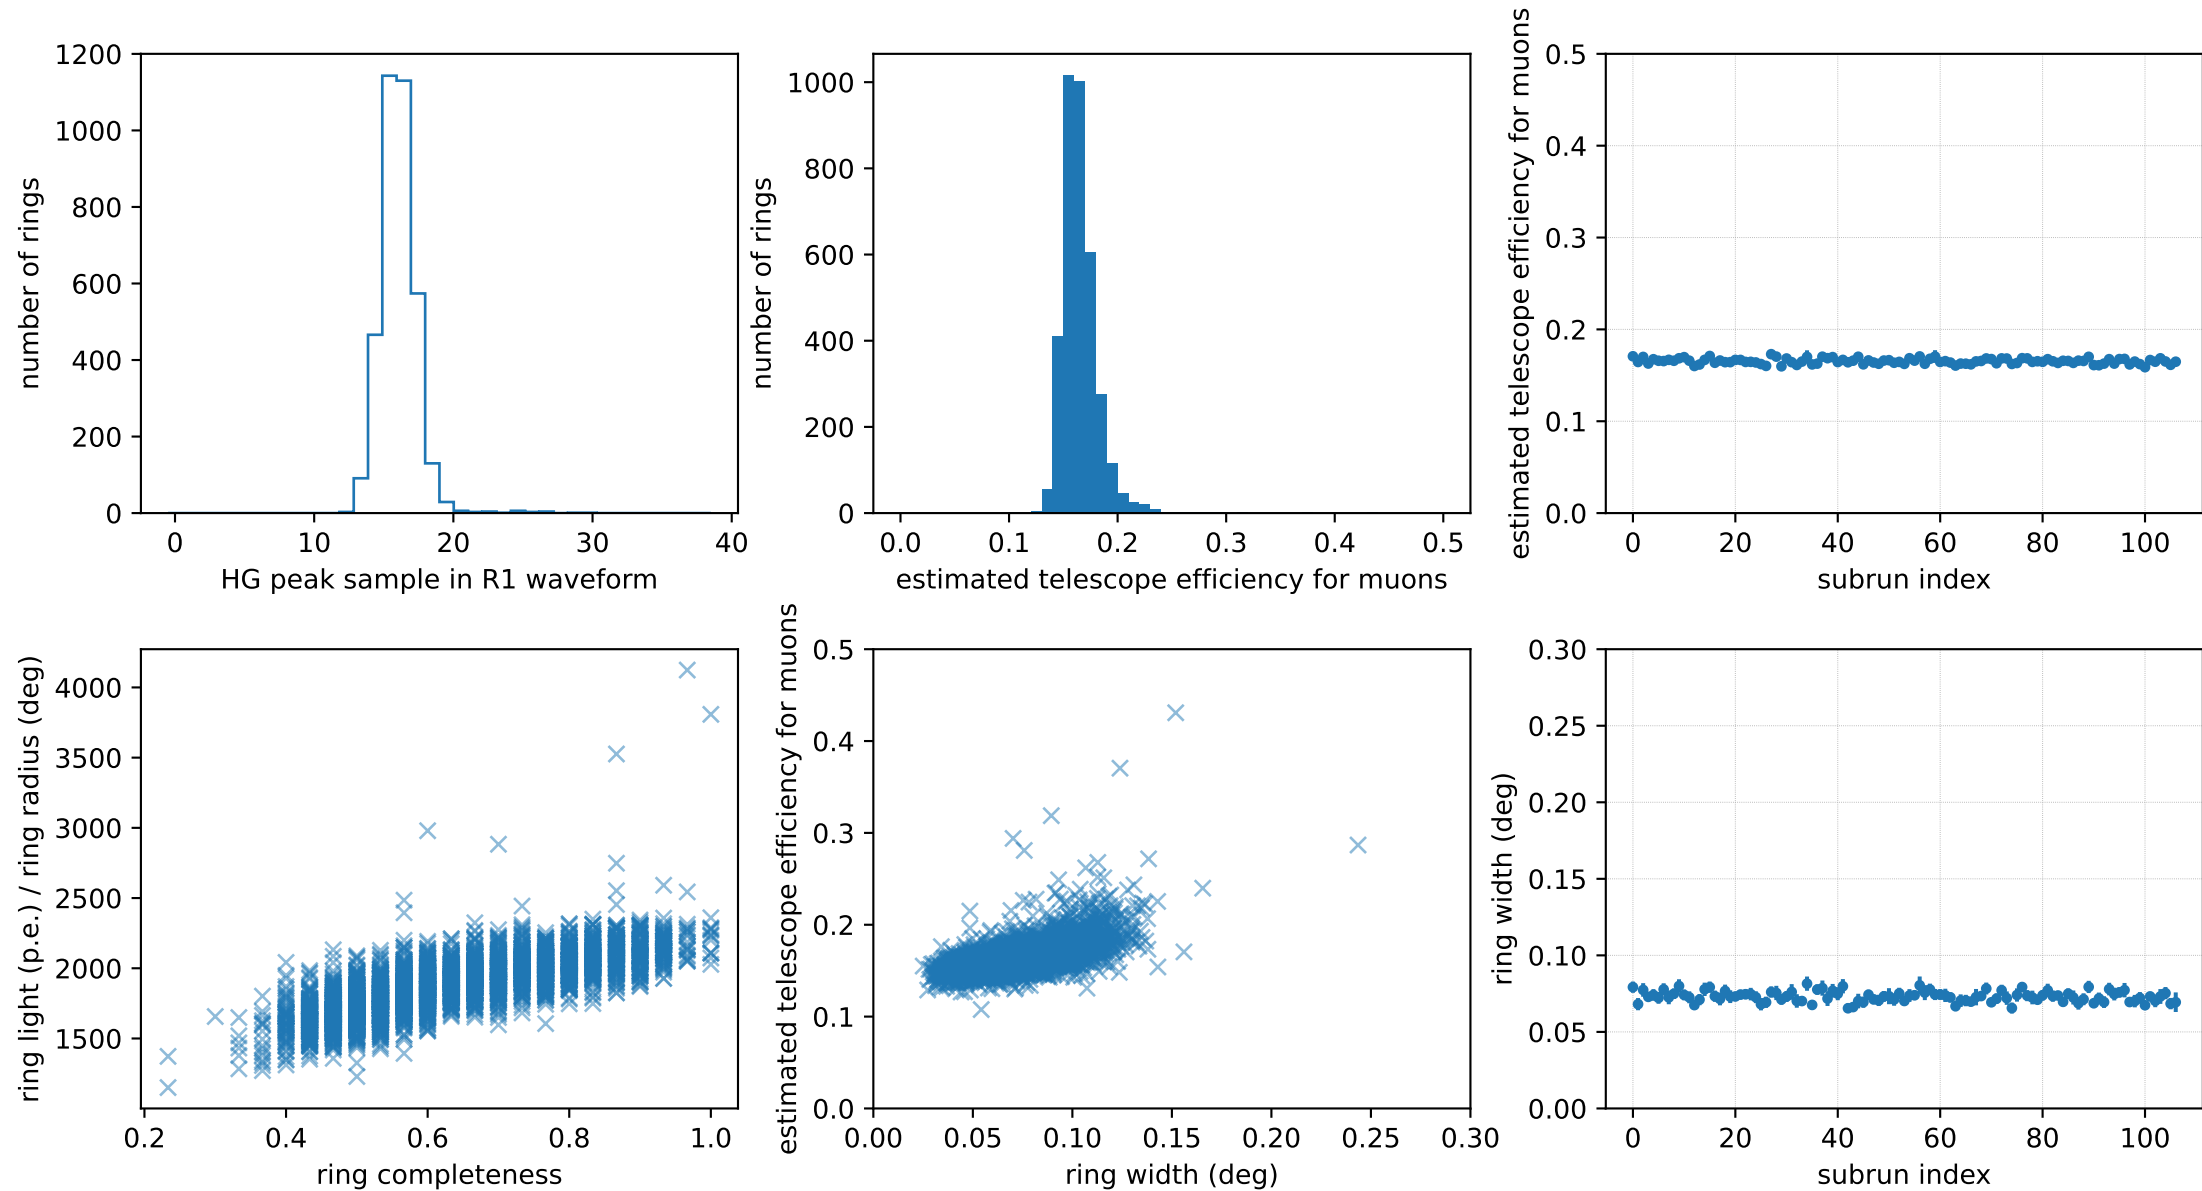 1200
1000
800
600
400
200
0
number of rings
0 10 20 30 40
HG peak sample in R1 waveform
1000
800
600
400
200
0
number of rings
0.0 0.1 0.2 0.3 0.4 0.5
estimated telescope efficiency for muons
0.5
0.4
0.3
0.2
0.1
0.0
estimated telescope efficiency for muons
0 20 40 60 80 100
subrun index
4000
3500
3000
2500
2000
1500
ring light (p.e.) / ring radius (deg)
0.2 0.4 0.6 0.8 1.0
ring completeness
0.5
0.4
0.3
0.2
0.1
0.0
estimated telescope efficiency for muons
0.00 0.05 0.10 0.15 0.20 0.25 0.30
ring width (deg)
0.30
0.25
0.20
0.15
0.10
0.05
0.00
ring width (deg)
0 20 40 60 80 100
subrun index